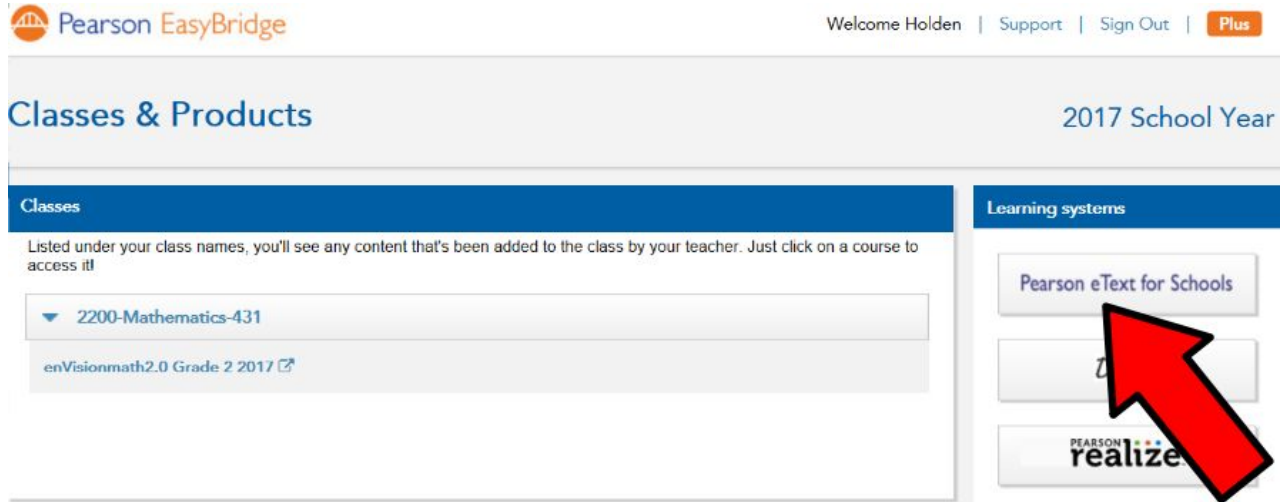 Pearson EasyBridge
Welcome Holden | Support | Sign Out | Plus
Classes & Products
2017 School Year
Classes
Listed under your class names, you'll see any content that's been added to the class by your teacher. Just click on a course to
access it!
2200-Mathematics-431
enVisionmath2.0 Grade 2 2017
Learning systems
Pearson eText for Schools
PEARSON
realize